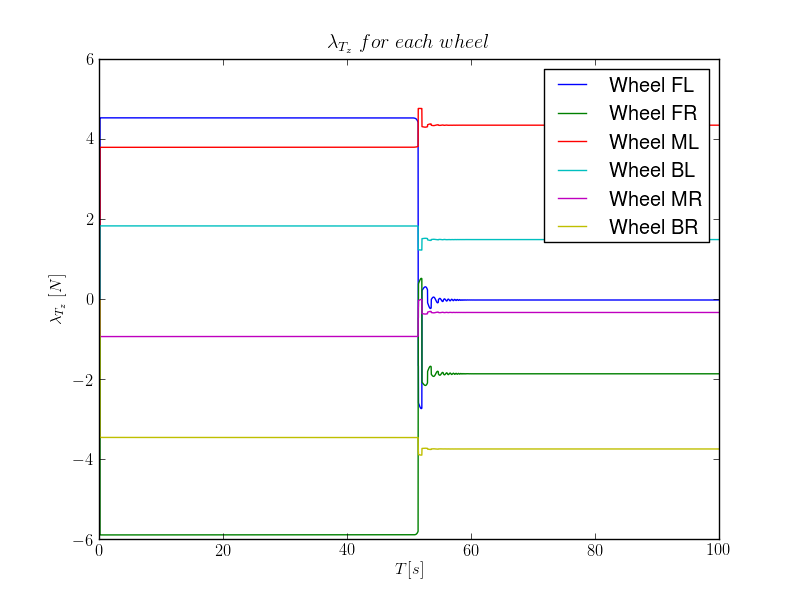 λ_{T_z} for each wheel
6
4
2
0
−2
−4
−6
λ_{T_z} [N]
0 20 40 60 80 100
T[s]
Wheel FL
Wheel FR
Wheel ML
Wheel BL
Wheel MR
Wheel BR